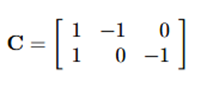 C = [ 1 −1 0
1 0 −1 ]